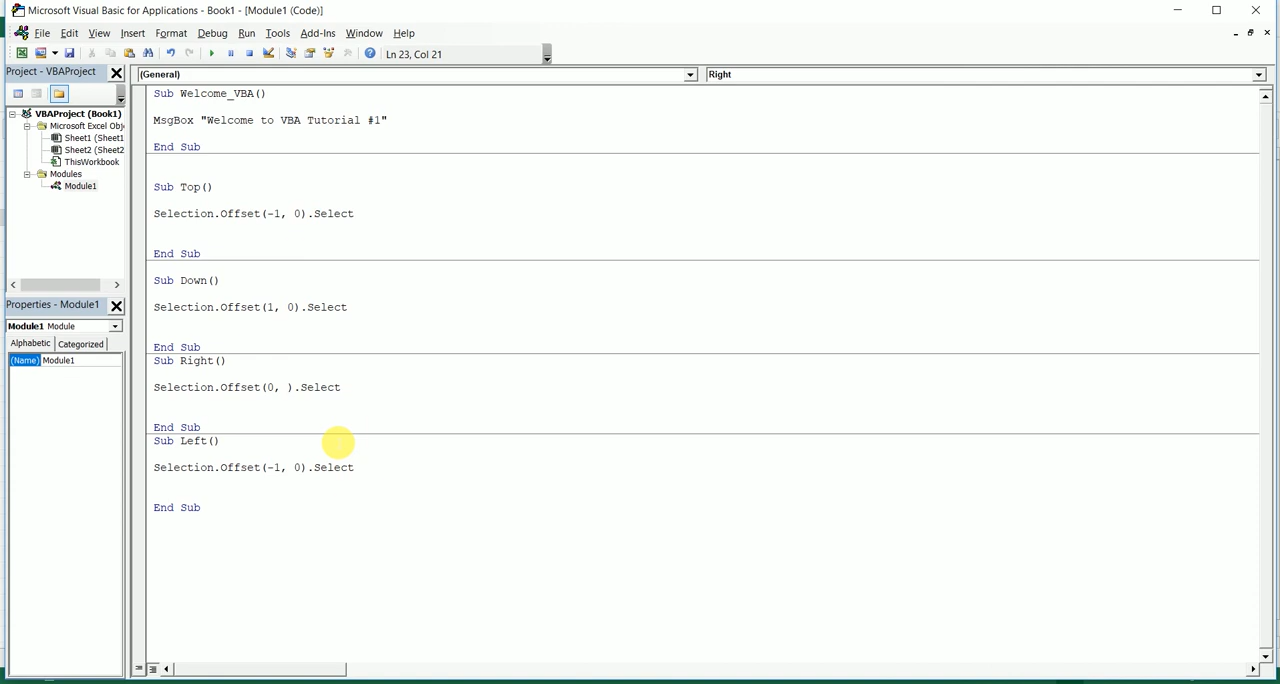 Microsoft Visual Basic for Applications - Book1 - [Module1 (Code)]
File Edit View Insert Format Debug Run Tools Add-Ins Window Help
Ln 23, Col 21
Project - VBAProject
(General)
Right
VBAProject (Book1)
Microsoft Excel Obj
Sheet1 (Sheet1
Sheet2 (Sheet2
ThisWorkbook
Modules
Module1
Properties - Module1
Module1 Module
Alphabetic Categorized
(Name) Module1
Sub Welcome_VBA()
MsgBox "Welcome to VBA Tutorial #1"
End Sub
Sub Top()
Selection.Offset(-1, 0).Select
End Sub
Sub Down()
Selection.Offset(1, 0).Select
End Sub
Sub Right()
Selection.Offset(0, ).Select
End Sub
Sub Left()
Selection.Offset(-1, 0).Select
End Sub